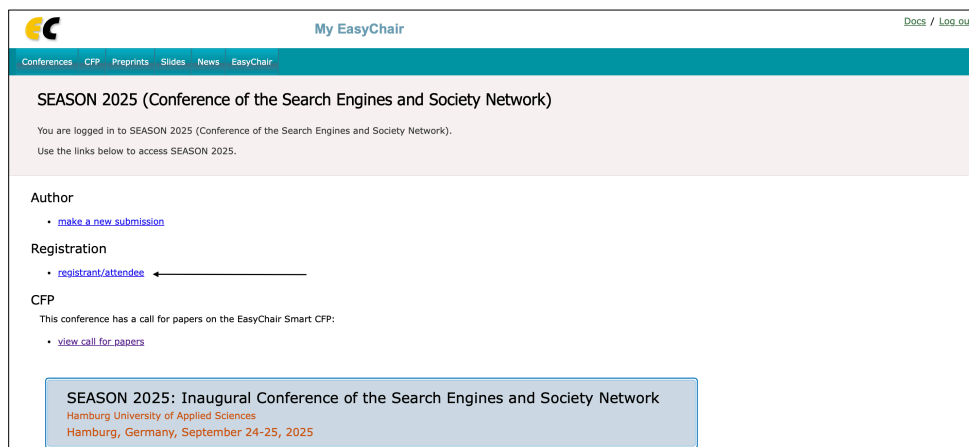 EC
My EasyChair
Docs / Log ou
Conferences CFP Preprints Slides News EasyChair
SEASON 2025 (Conference of the Search Engines and Society Network)
You are logged in to SEASON 2025 (Conference of the Search Engines and Society Network).
Use the links below to access SEASON 2025.
Author
• make a new submission
Registration
• registrant/attendee
CFP
This conference has a call for papers on the EasyChair Smart CFP:
• view call for papers
SEASON 2025: Inaugural Conference of the Search Engines and Society Network
Hamburg University of Applied Sciences
Hamburg, Germany, September 24-25, 2025